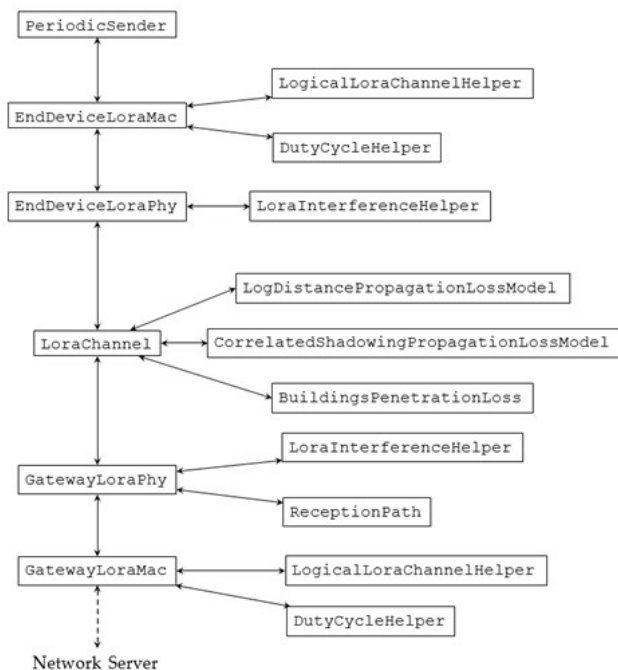 PeriodicSender
LogicalLoraChannelHelper
EndDeviceLoraMac
DutyCycleHelper
EndDeviceLoraPhy
LoraInterferenceHelper
LogDistancePropagationLossModel
LoraChannel
CorrelatedShadowingPropagationLossModel
BuildingsPenetrationLoss
LoraInterferenceHelper
GatewayLoraPhy
ReceptionPath
GatewayLoraMac
LogicalLoraChannelHelper
DutyCycleHelper
Network Server